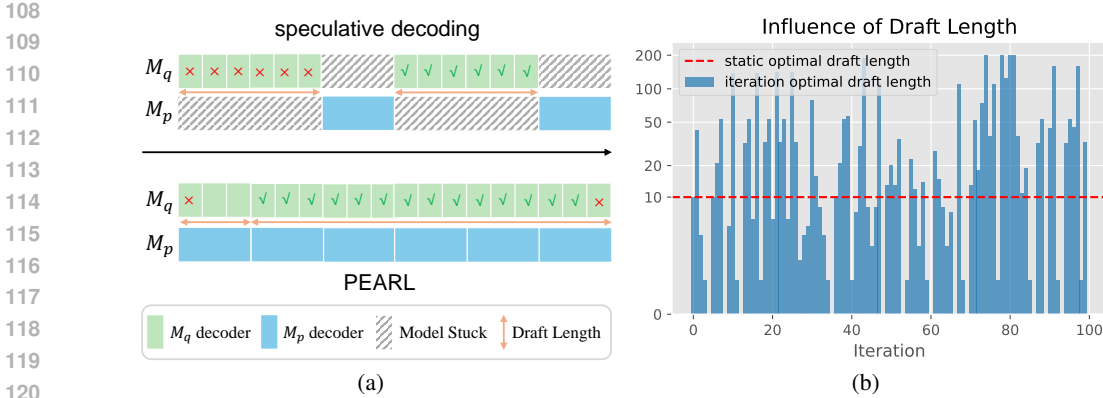 108
109
110
111
112
113
114
115
116
117
118
119
120
speculative decoding
M_q × × × × × × √ √ √ √ √ √
M_p
M_q × √ √ √ √ √ √ √ √ √ √ √ √ √ ×
M_p
PEARL
M_q decoder M_p decoder Model Stuck Draft Length
(a)
Influence of Draft Length
static optimal draft length
iteration optimal draft length
200
100
50
20
10
0
0 20 40 60 80 100
Iteration
(b)